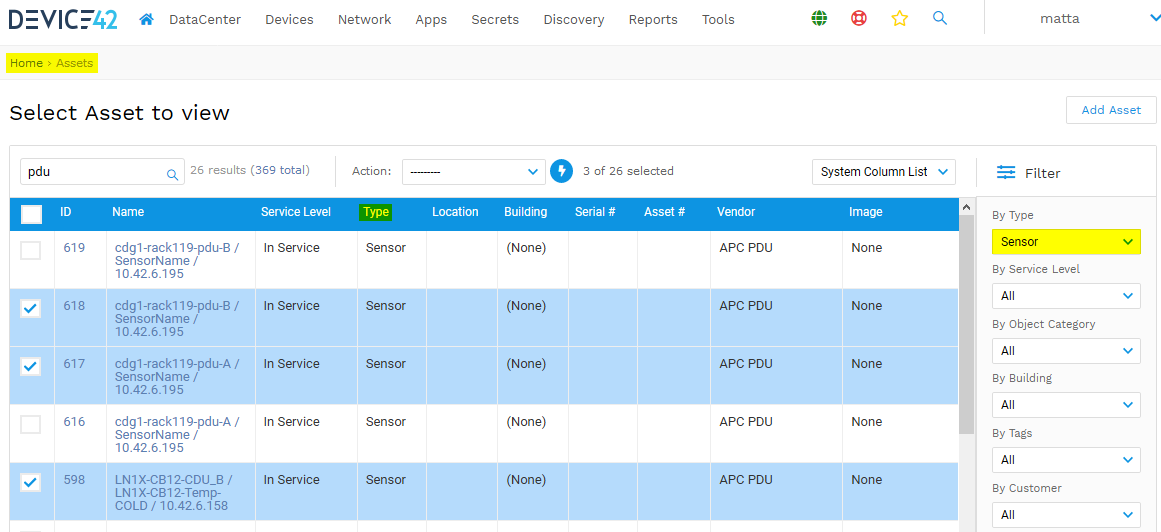 DEVICE42 DataCenter Devices Network Apps Secrets Discovery Reports Tools matta
Home › Assets
Select Asset to view
Add Asset
pdu 26 results (369 total) Action: --------- 3 of 26 selected System Column List Filter
ID Name Service Level Type Location Building Serial # Asset # Vendor Image
619 cdg1-rack119-pdu-B / In Service Sensor (None) APC PDU None
SensorName /
10.42.6.195
618 cdg1-rack119-pdu-B / In Service Sensor (None) APC PDU None
SensorName /
10.42.6.195
617 cdg1-rack119-pdu-A / In Service Sensor (None) APC PDU None
SensorName /
10.42.6.195
616 cdg1-rack119-pdu-A / In Service Sensor (None) APC PDU None
SensorName /
10.42.6.195
598 LN1X-CB12-CDU_B / In Service Sensor (None) APC PDU None
LN1X-CB12-Temp-
COLD / 10.42.6.158
By Type
Sensor
By Service Level
All
By Object Category
All
By Building
All
By Tags
All
By Customer
All